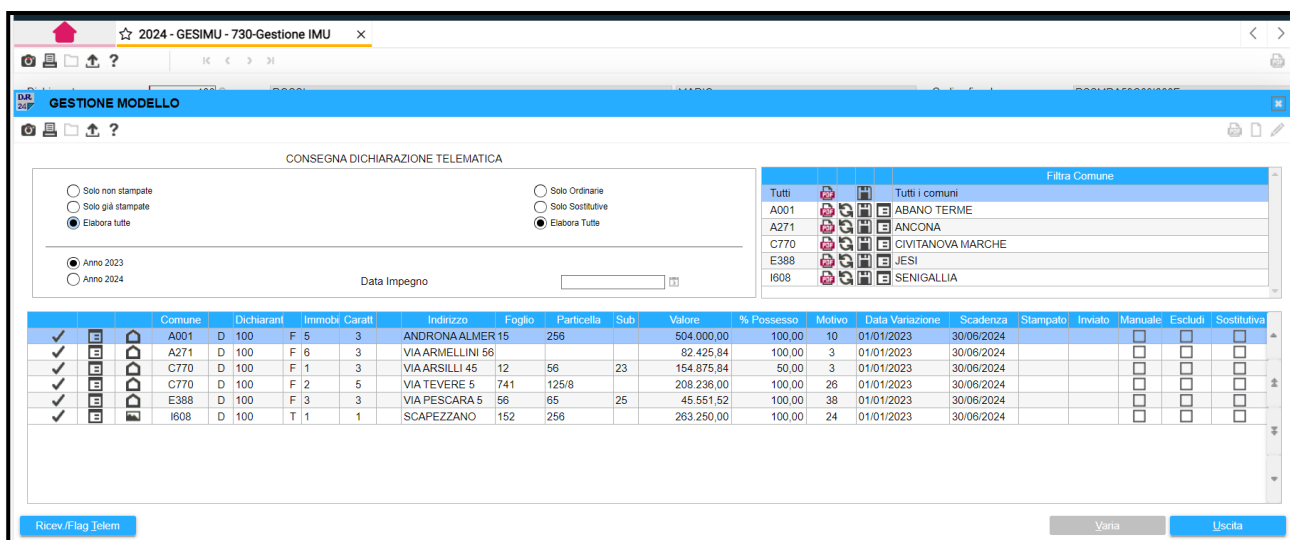 2024 - GESIMU - 730-Gestione IMU
GESTIONE MODELLO
CONSEGNA DICHIARAZIONE TELEMATICA
Solo non stampate
Solo già stampate
Elabora tutte
Solo Ordinarie
Solo Sostitutive
Elabora Tutte
Anno 2023
Anno 2024
Data Impegno
Filtra Comune
Tutti PDF Tutti i comuni
A001 PDF ABANO TERME
A271 PDF ANCONA
C770 PDF CIVITANOVA MARCHE
E388 PDF JESI
I608 PDF SENIGALLIA
Comune Dichiarant Immobi Caratt Indirizzo Foglio Particella Sub Valore % Possesso Motivo Data Variazione Scadenza Stampato Inviato Manuale Escludi Sostitutiva
A001 D 100 F 5 3 ANDRONA ALMER 15 256 504.000,00 100,00 10 01/01/2023 30/06/2024
A271 D 100 F 6 3 VIA ARMELLINI 56 82.425,84 100,00 3 01/01/2023 30/06/2024
C770 D 100 F 1 3 VIA ARSILLI 45 12 56 23 154.875,84 50,00 3 01/01/2023 30/06/2024
C770 D 100 F 2 5 VIA TEVERE 5 741 125/8 208.236,00 100,00 26 01/01/2023 30/06/2024
E388 D 100 F 3 3 VIA PESCARA 5 56 65 25 45.551,52 100,00 38 01/01/2023 30/06/2024
I608 D 100 T 1 1 SCAPEZZANO 152 256 263.250,00 100,00 24 01/01/2023 30/06/2024
Ricev./Flag Telem
Varia
Uscita